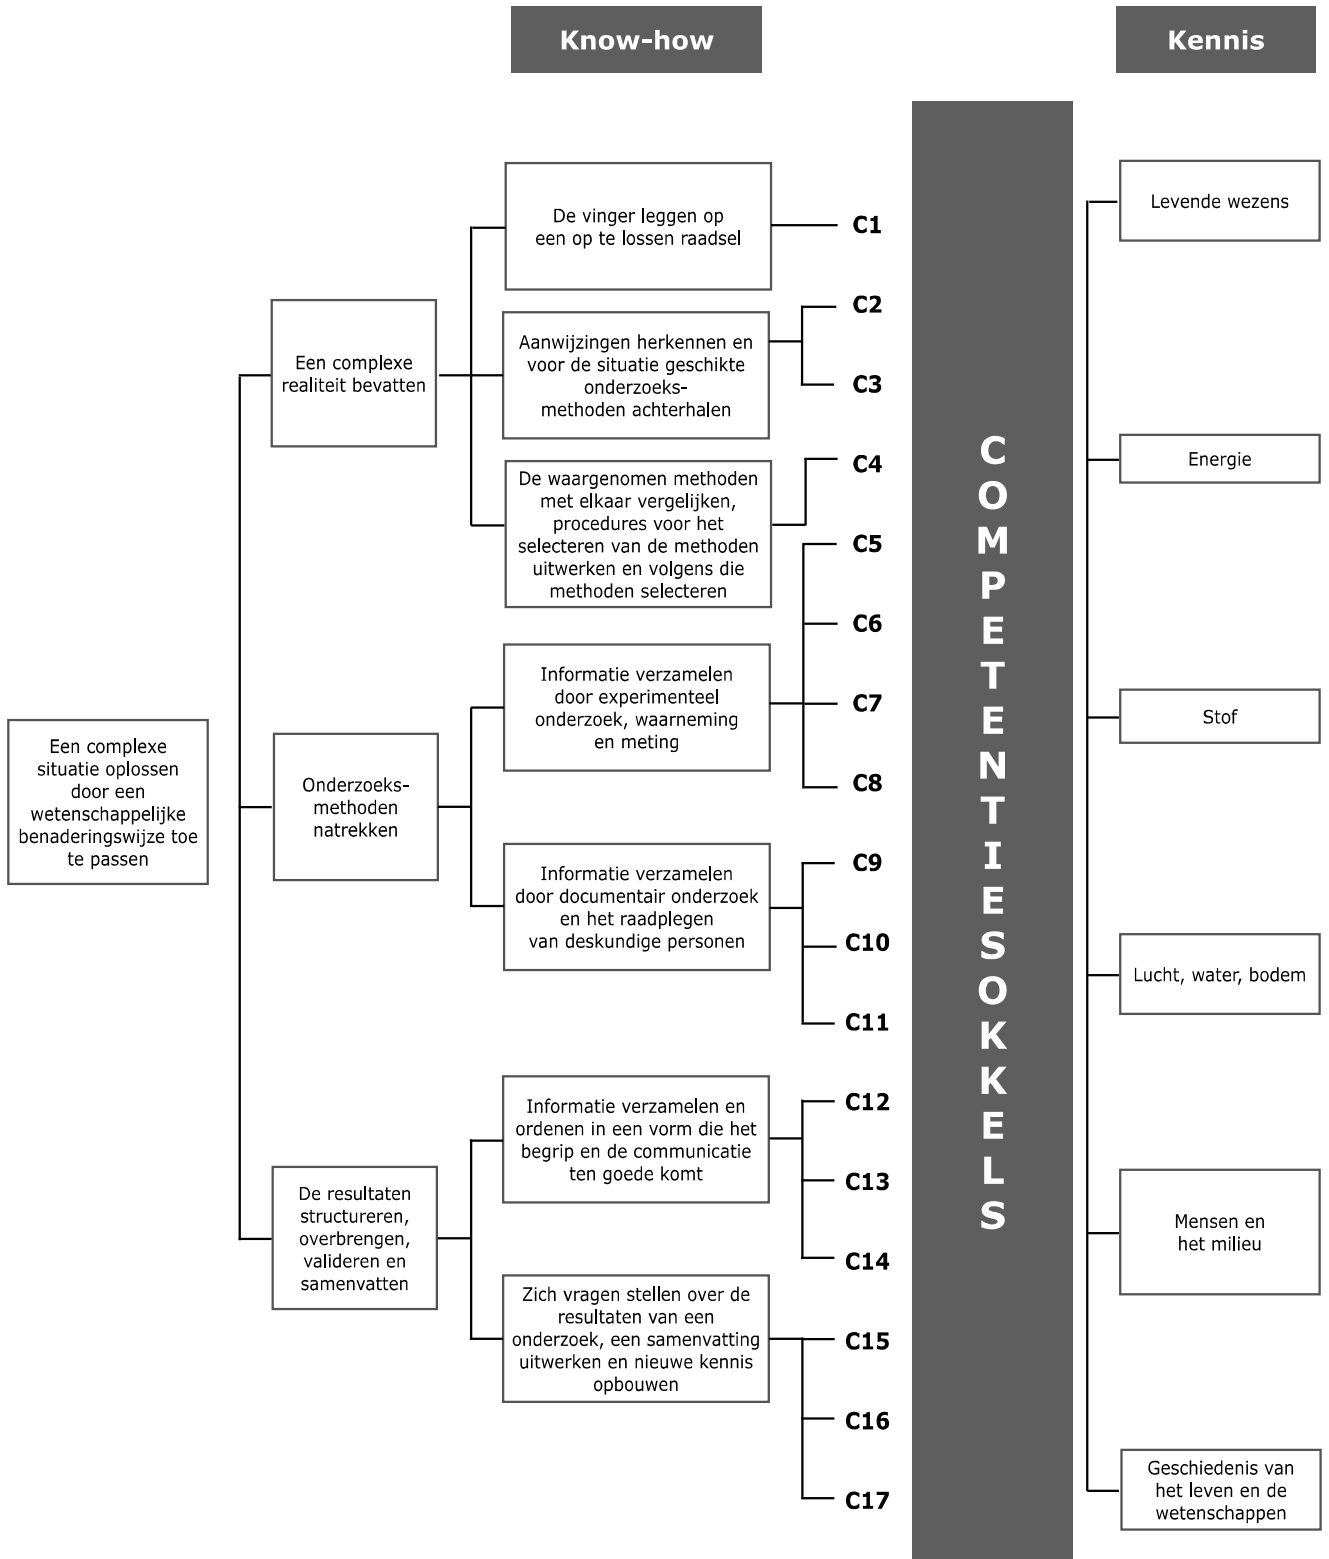 Know-how
Kennis
Een complexe
situatie oplossen
door een
wetenschappelijke
benaderingswijze toe
te passen
Een complexe
realiteit bevatten
De vinger leggen op
een op te lossen raadsel
C1
Aanwijzingen herkennen en
voor de situatie geschikte
onderzoeks-
methoden achterhalen
C2
C3
De waargenomen methoden
met elkaar vergelijken,
procedures voor het
selecteren van de methoden
uitwerken en volgens die
methoden selecteren
C4
Onderzoeks-
methoden
natrekken
Informatie verzamelen
door experimenteel
onderzoek, waarneming
en meting
C5
C6
C7
C8
Informatie verzamelen
door documentair onderzoek
en het raadplegen
van deskundige personen
C9
C10
C11
De resultaten
structureren,
overbrengen,
valideren en
samenvatten
Informatie verzamelen en
ordenen in een vorm die het
begrip en de communicatie
ten goede komt
C12
C13
C14
Zich vragen stellen over de
resultaten van een
onderzoek, een samenvatting
uitwerken en nieuwe kennis
opbouwen
C15
C16
C17
COMPETENTIESOKKELS
Levende wezens
Energie
Stof
Lucht, water, bodem
Mensen en
het milieu
Geschiedenis van
het leven en de
wetenschappen